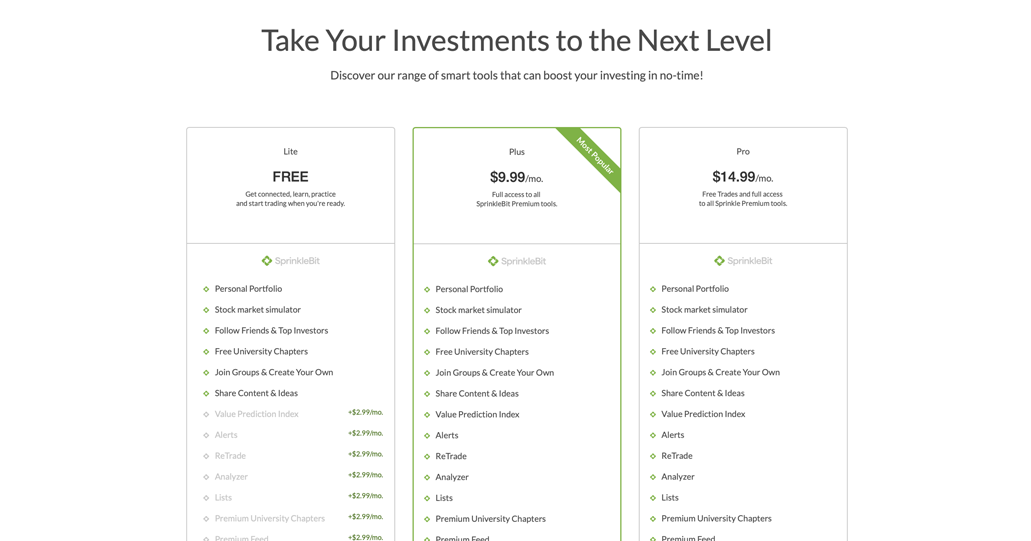 Take Your Investments to the Next Level
Discover our range of smart tools that can boost your investing in no-time!
Lite
FREE
Get connected, learn, practice
and start trading when you're ready.
SprinkleBit
Personal Portfolio
Stock market simulator
Follow Friends & Top Investors
Free University Chapters
Join Groups & Create Your Own
Share Content & Ideas
Value Prediction Index +$2.99/mo.
Alerts +$2.99/mo.
ReTrade +$2.99/mo.
Analyzer +$2.99/mo.
Lists +$2.99/mo.
Premium University Chapters +$2.99/mo.
Premium Feed +$2.99/mo.
Most Popular
Plus
$9.99/mo.
Full access to all
SprinkleBit Premium tools.
SprinkleBit
Personal Portfolio
Stock market simulator
Follow Friends & Top Investors
Free University Chapters
Join Groups & Create Your Own
Share Content & Ideas
Value Prediction Index
Alerts
ReTrade
Analyzer
Lists
Premium University Chapters
Premium Feed
Pro
$14.99/mo.
Free Trades and full access
to all Sprinkle Premium tools.
SprinkleBit
Personal Portfolio
Stock market simulator
Follow Friends & Top Investors
Free University Chapters
Join Groups & Create Your Own
Share Content & Ideas
Value Prediction Index
Alerts
ReTrade
Analyzer
Lists
Premium University Chapters
Premium Feed